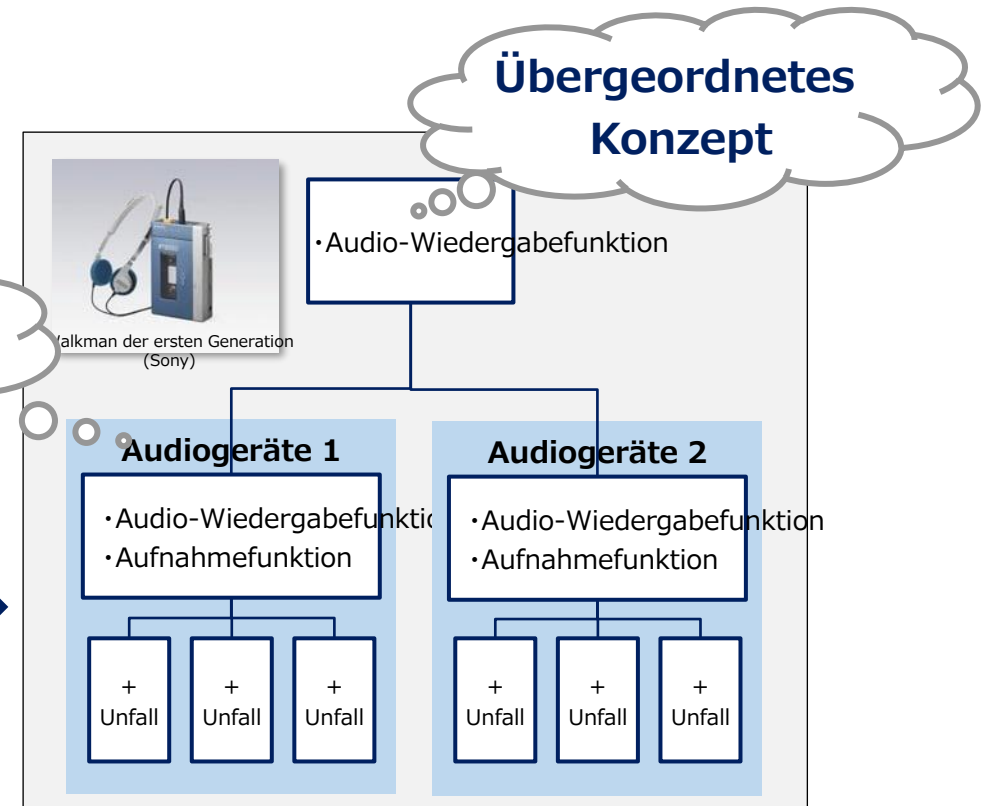 Übergeordnetes
Konzept
・Audio-Wiedergabefunktion
alkman der ersten Generation
(Sony)
Audiogeräte 1
・Audio-Wiedergabefunktio
・Aufnahmefunktion
+
Unfall
+
Unfall
+
Unfall
Audiogeräte 2
・Audio-Wiedergabefunktion
・Aufnahmefunktion
+
Unfall
+
Unfall
+
Unfall